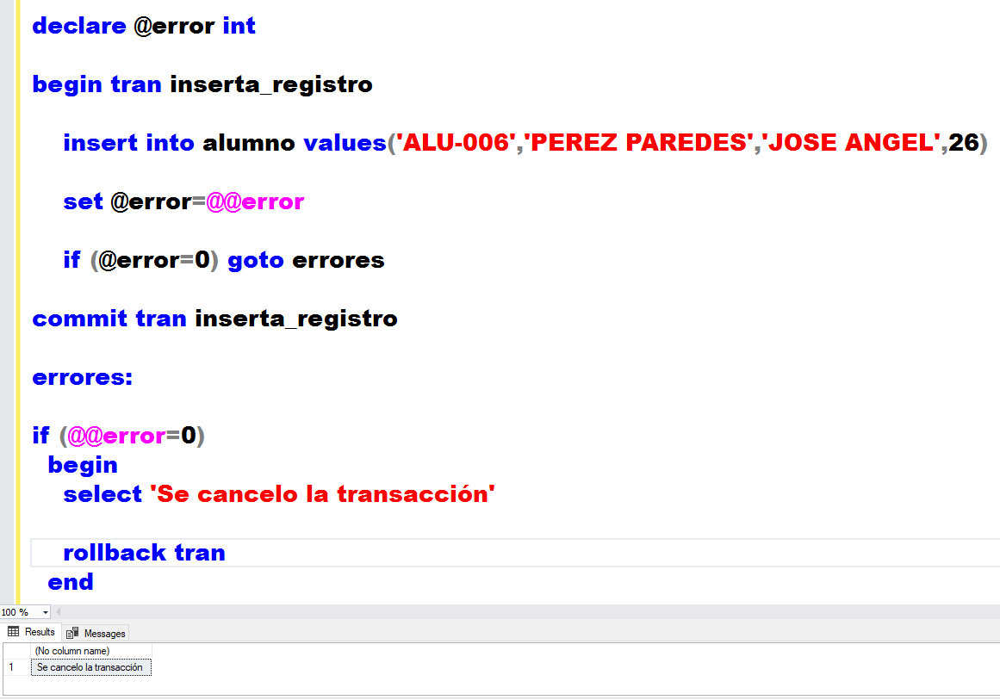 declare @error int
begin tran inserta_registro
insert into alumno values('ALU-006','PEREZ PAREDES','JOSE ANGEL',26)
set @error=@@error
if (@error=0) goto errores
commit tran inserta_registro
errores:
if (@@error=0)
begin
select 'Se cancelo la transacción'
rollback tran
end
100 %
Results Messages
(No column name)
1 Se cancelo la transacción